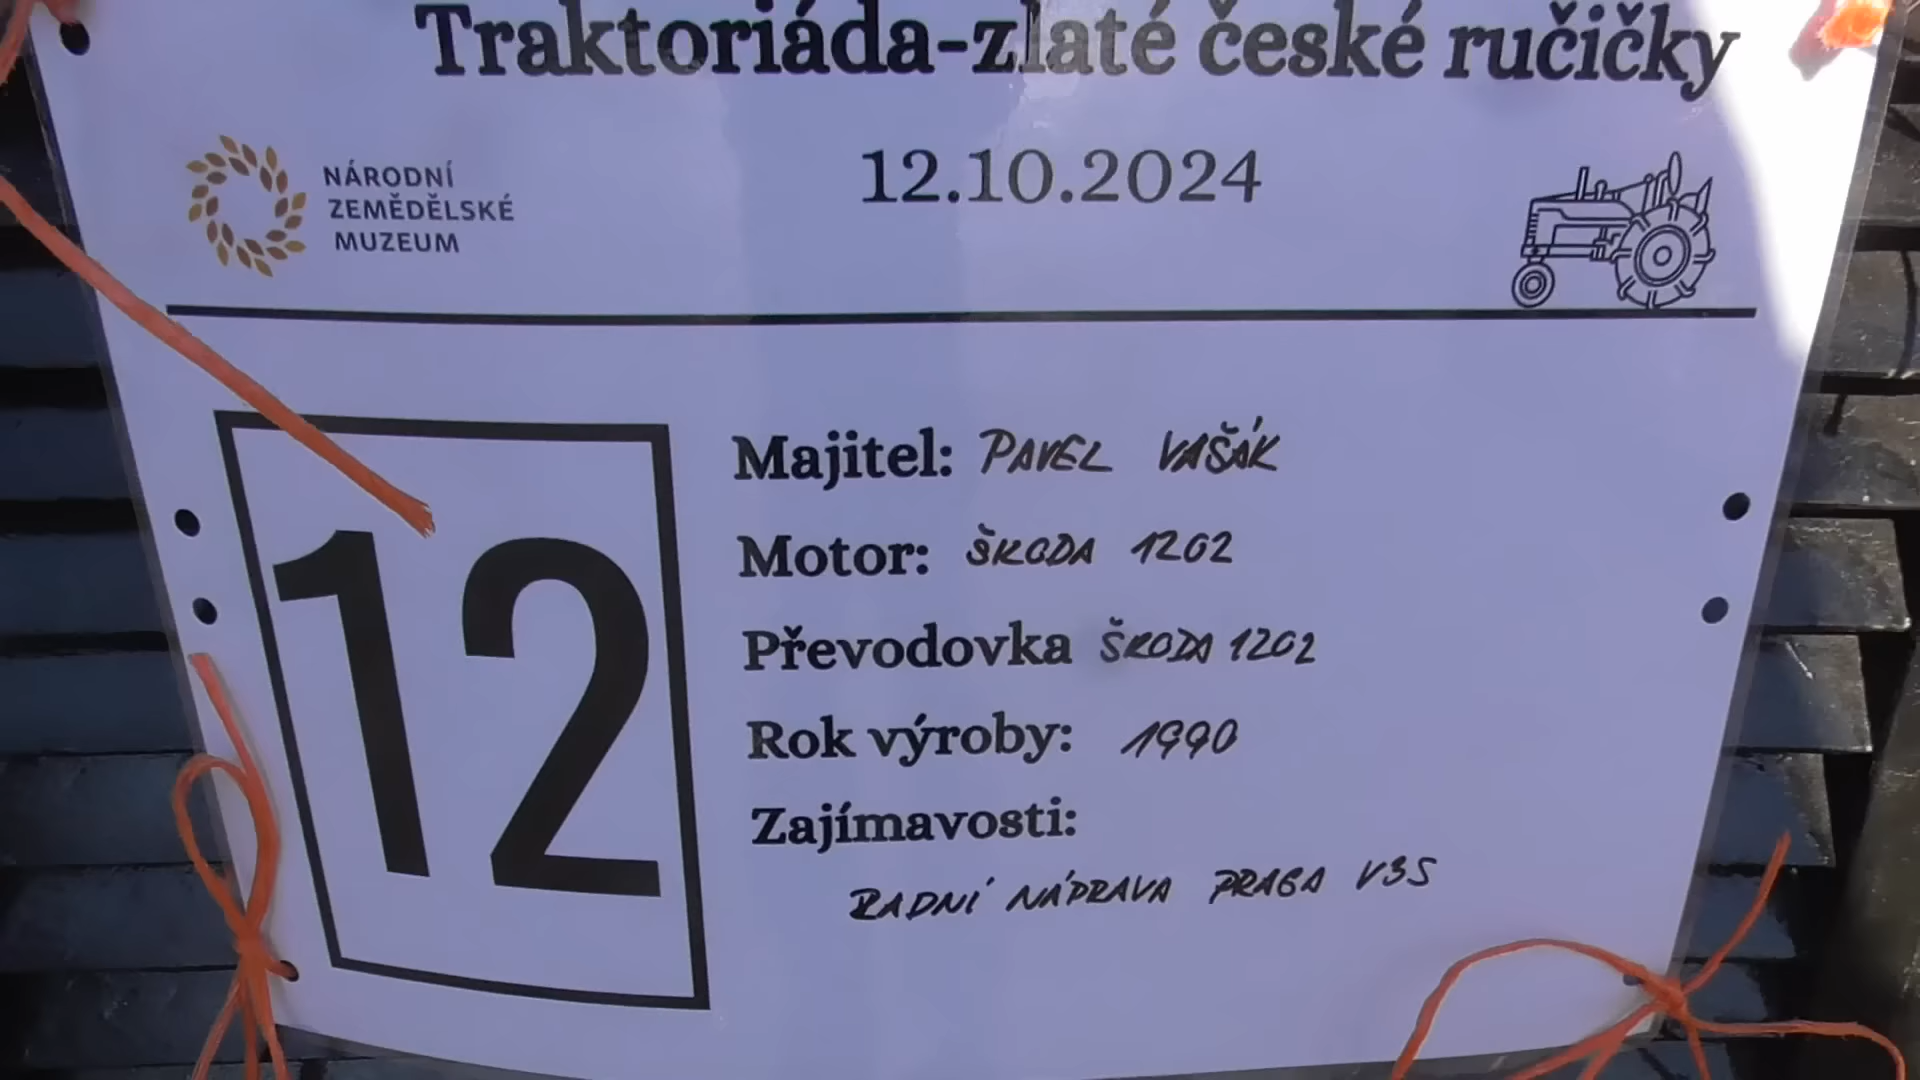 Traktoriáda-zlaté české ručičky
NÁRODNÍ
ZEMĚDĚLSKÉ
MUZEUM
12.10.2024
12
Majitel: PAVEL VAŠÁK
Motor: ŠKODA 1202
Převodovka ŠKODA 1202
Rok výroby: 1990
Zajímavosti:
ZADNÍ NÁPRAVA PRAGA V3S